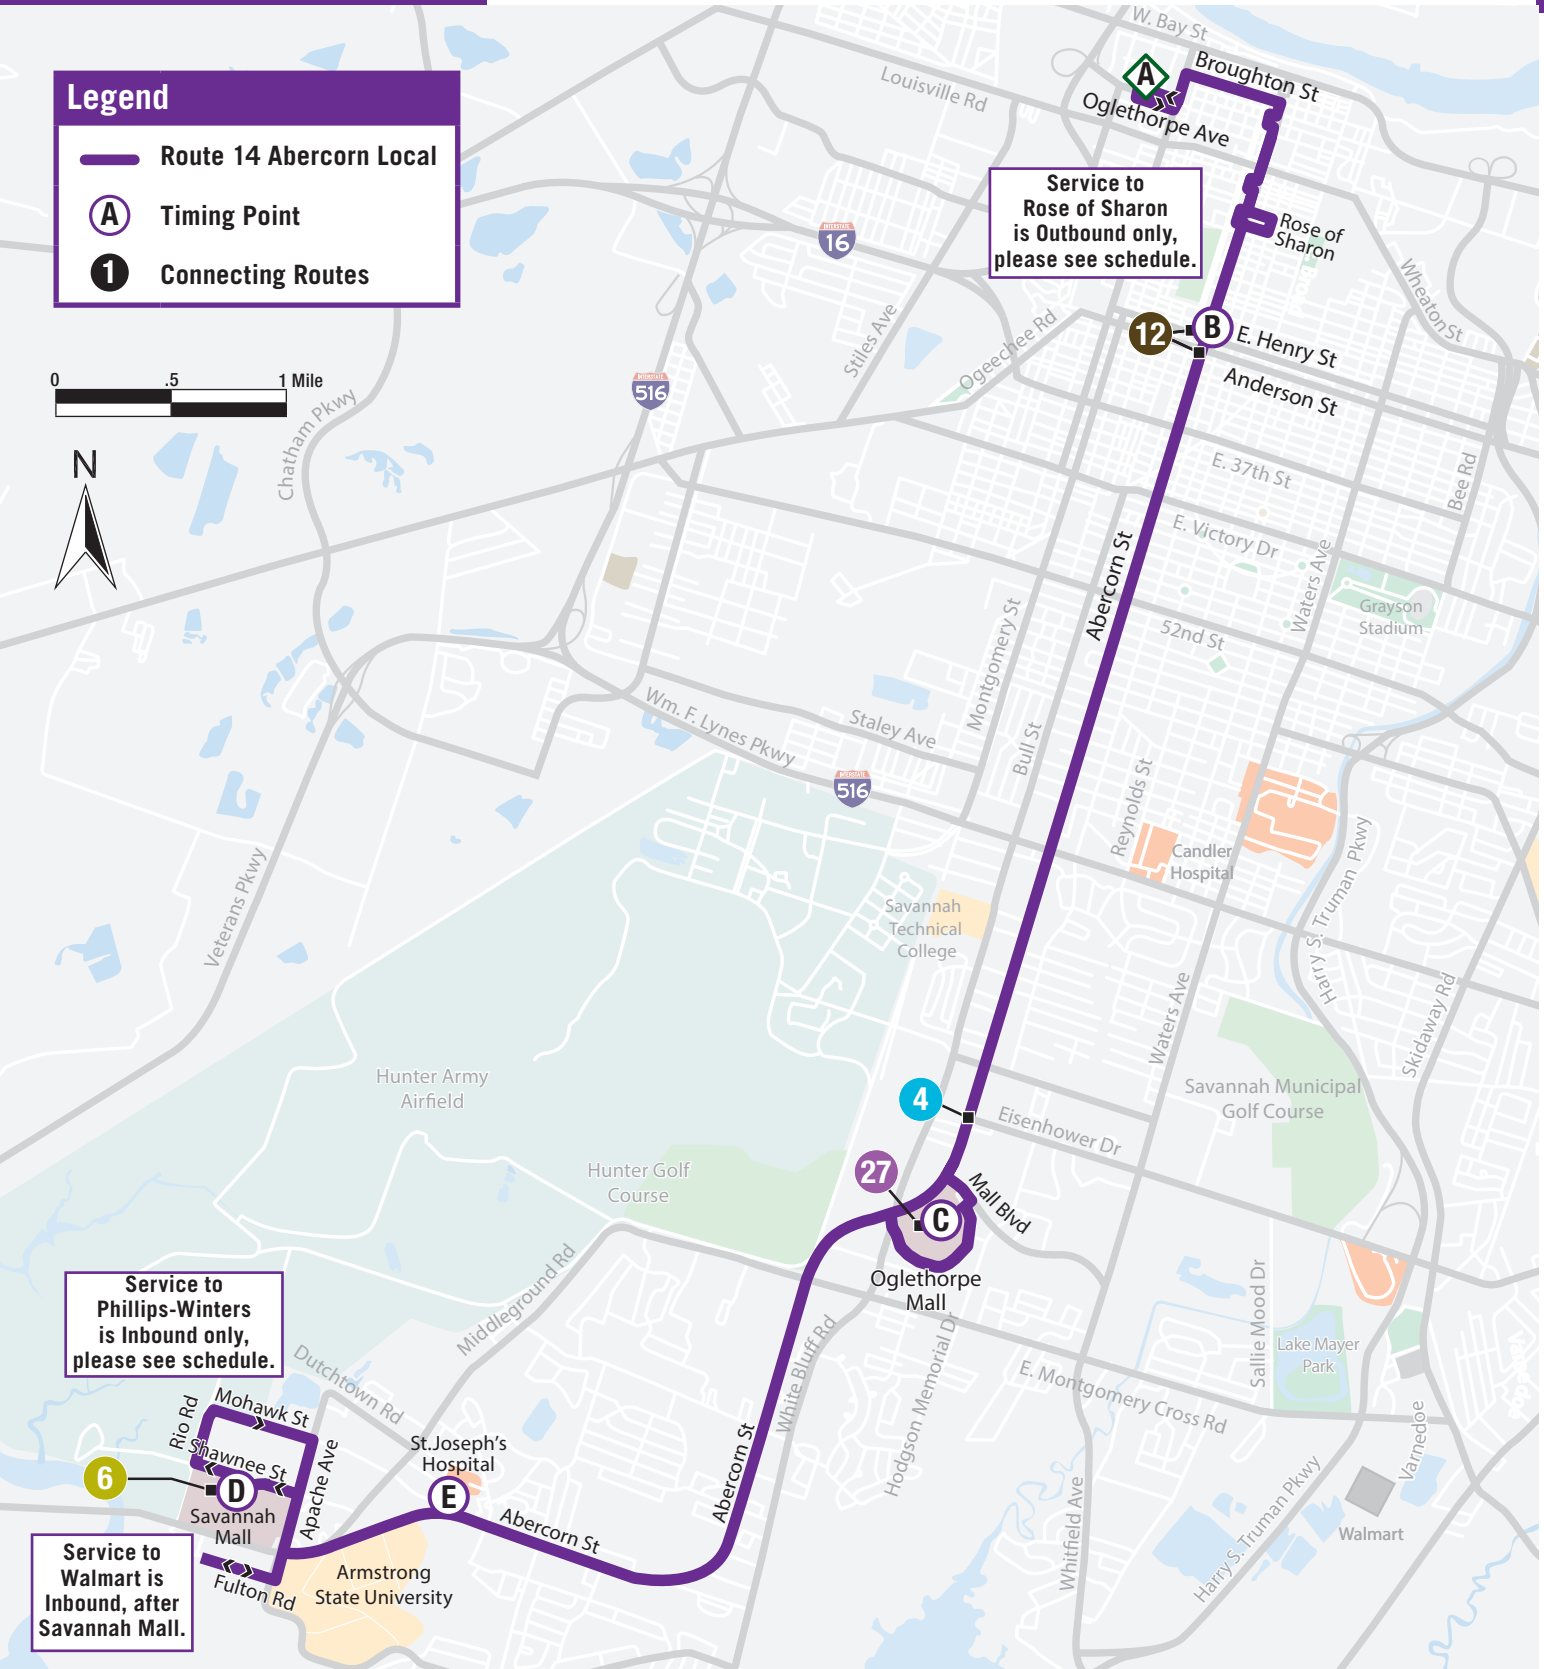 Legend
Route 14 Abercorn Local
A
Timing Point
1
Connecting Routes
0 .5 1 Mile
N
W. Bay St
Broughton St
A
Louisville Rd
Oglethorpe Ave
Service to
Rose of Sharon
is Outbound only,
please see schedule.
Rose of
Sharon
INTERSTATE
16
Wheaton St
Stiles Ave
Ogeechee Rd
12
B
E. Henry St
Anderson St
INTERSTATE
516
Chatham Pkwy
E. 37th St
Bee Rd
E. Victory Dr
Abercorn St
Waters Ave
Grayson
Stadium
Montgomery St
52nd St
Wm. F. Lynes Pkwy
Staley Ave
Bull St
INTERSTATE
516
Reynolds St
Candler
Hospital
Harry S. Truman Pkwy
Veterans Pkwy
Savannah
Technical
College
Waters Ave
Skidaway Rd
Hunter Army
Airfield
Savannah Municipal
Golf Course
4
Eisenhower Dr
Hunter Golf
Course
27
Mall Blvd
C
Oglethorpe
Mall
Middleground Rd
Service to
Phillips-Winters
is Inbound only,
please see schedule.
White Bluff Rd
Hodgson Memorial Dr
Sallie Mood Dr
Lake Mayer
Park
E. Montgomery Cross Rd
Dutchtown Rd
Mohawk St
Rio Rd
Shawnee St
Apache Ave
St.Joseph's
Hospital
E
6
D
Savannah
Mall
Abercorn St
Abercorn St
Varnedoe
Walmart
Whitfield Ave
Harry S. Truman Pkwy
Service to
Walmart is
Inbound, after
Savannah Mall.
Fulton Rd
Armstrong
State University